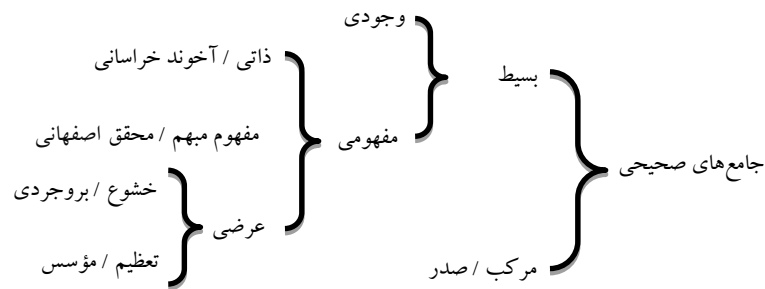 جامع‌های صحیحی
بسیط
وجودی
مفهومی
ذاتی / آخوند خراسانی
مفهوم مبهم / محقق اصفهانی
عرضی
خشوع / بروجردی
تعظیم / مؤسس
مرکب / صدر